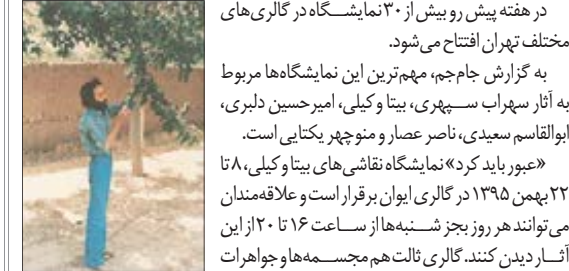 در هفته پیش رو بیش از ۳۰ نمایشگاه در گالری‌های
مختلف تهران افتتاح می‌شود.
به گزارش جام‌جم، مهم‌ترین این نمایشگاه‌ها مربوط
به آثار سهراب سپهری، بیتا وکیلی، امیرحسین دلبری،
ابوالقاسم سعیدی، ناصر عصار و منوچهر یکتایی است.
«عبور باید کرد» نمایشگاه نقاشی‌های بیتا وکیلی، ۸ تا
۲۲ بهمن ۱۳۹۵ در گالری ایوان برقرار است و علاقه‌مندان
می‌توانند هر روز بجز شنبه‌ها از ساعت ۱۶ تا ۲۰ از این
آثار دیدن کنند. گالری ثالث هم مجسمه‌ها و جواهرات